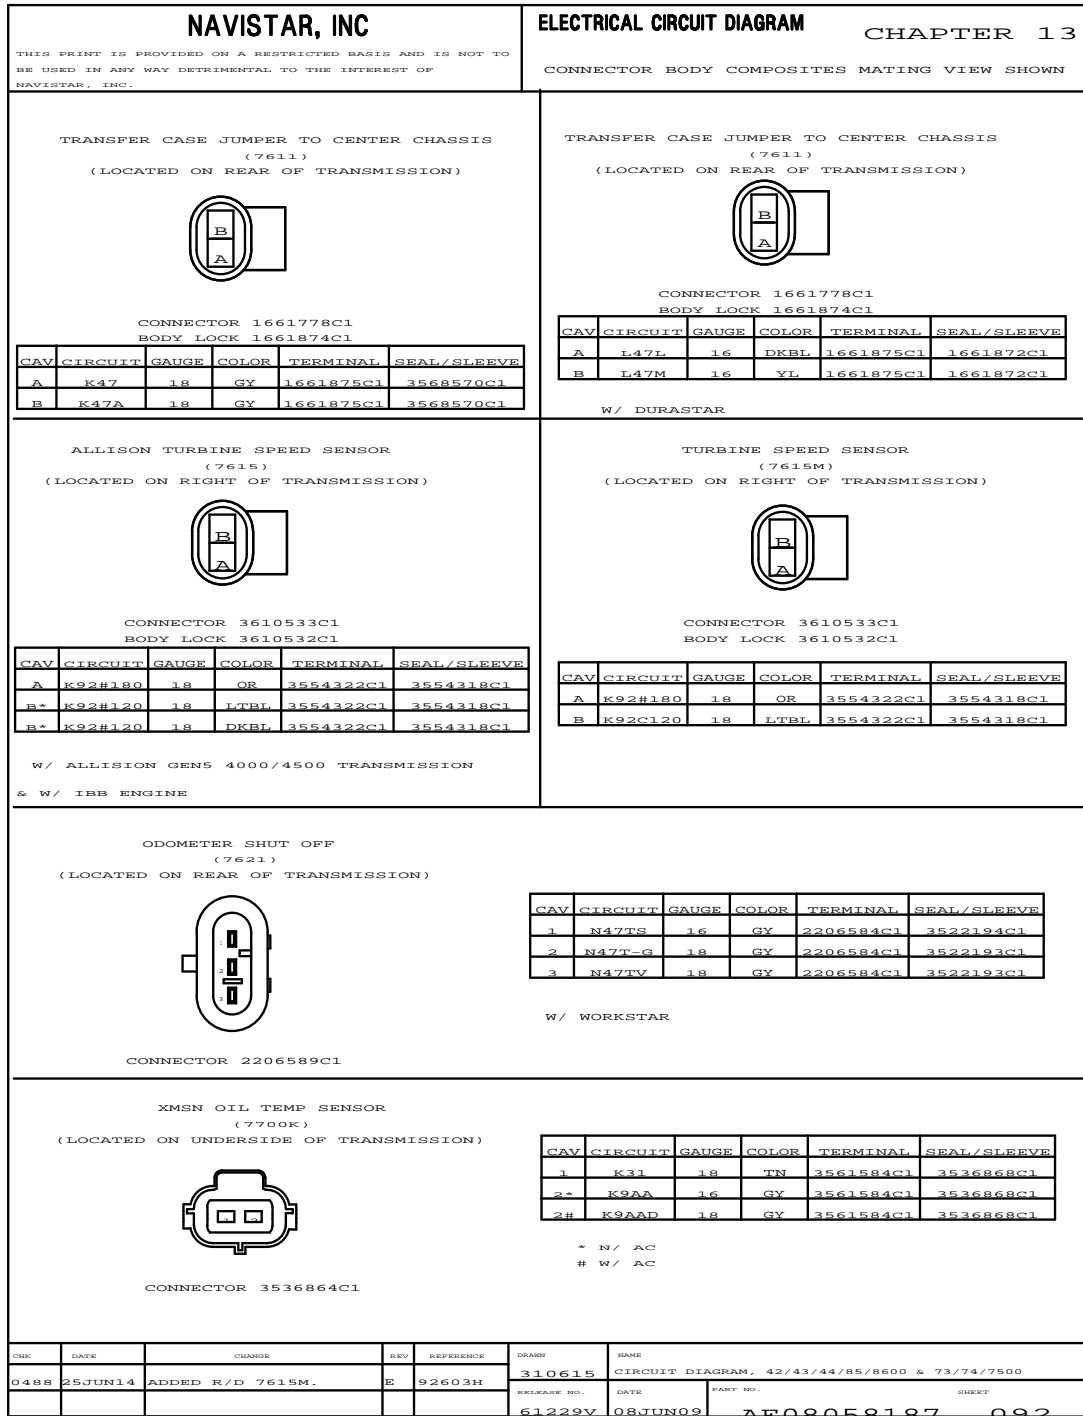 NAVISTAR, INC
THIS PRINT IS PROVIDED ON A RESTRICTED BASIS AND IS NOT TO
BE USED IN ANY WAY DETRIMENTAL TO THE INTEREST OF
NAVISTAR, INC.
ELECTRICAL CIRCUIT DIAGRAM
CHAPTER 13
CONNECTOR BODY COMPOSITES MATING VIEW SHOWN
TRANSFER CASE JUMPER TO CENTER CHASSIS
(7611)
(LOCATED ON REAR OF TRANSMISSION)
B
A
CONNECTOR 1661778C1
BODY LOCK 1661874C1
CAV CIRCUIT GAUGE COLOR TERMINAL SEAL/SLEEVE
A K47 18 GY 1661875C1 3568570C1
B K47A 18 GY 1661875C1 3568570C1
TRANSFER CASE JUMPER TO CENTER CHASSIS
(7611)
(LOCATED ON REAR OF TRANSMISSION)
B
A
CONNECTOR 1661778C1
BODY LOCK 1661874C1
CAV CIRCUIT GAUGE COLOR TERMINAL SEAL/SLEEVE
A L47L 16 DKBL 1661875C1 1661872C1
B L47M 16 YL 1661875C1 1661872C1
W/ DURASTAR
ALLISON TURBINE SPEED SENSOR
(7615)
(LOCATED ON RIGHT OF TRANSMISSION)
B
A
CONNECTOR 3610533C1
BODY LOCK 3610532C1
CAV CIRCUIT GAUGE COLOR TERMINAL SEAL/SLEEVE
A K92#180 18 OR 3554322C1 3554318C1
B* K92#120 18 LTBL 3554322C1 3554318C1
B* K92#120 18 DKBL 3554322C1 3554318C1
W/ ALLISION GEN5 4000/4500 TRANSMISSION
& W/ IBB ENGINE
TURBINE SPEED SENSOR
(7615M)
(LOCATED ON RIGHT OF TRANSMISSION)
B
A
CONNECTOR 3610533C1
BODY LOCK 3610532C1
CAV CIRCUIT GAUGE COLOR TERMINAL SEAL/SLEEVE
A K92#180 18 OR 3554322C1 3554318C1
B K92C120 18 LTBL 3554322C1 3554318C1
ODOMETER SHUT OFF
(7621)
(LOCATED ON REAR OF TRANSMISSION)
1
2
3
CONNECTOR 2206589C1
CAV CIRCUIT GAUGE COLOR TERMINAL SEAL/SLEEVE
1 N47TS 16 GY 2206584C1 3522194C1
2 N47T-G 18 GY 2206584C1 3522193C1
3 N47TV 18 GY 2206584C1 3522193C1
W/ WORKSTAR
XMSN OIL TEMP SENSOR
(7700K)
(LOCATED ON UNDERSIDE OF TRANSMISSION)
1 2
CONNECTOR 3536864C1
CAV CIRCUIT GAUGE COLOR TERMINAL SEAL/SLEEVE
1 K31 18 TN 3561584C1 3536868C1
2* K9AA 16 GY 3561584C1 3536868C1
2# K9AAD 18 GY 3561584C1 3536868C1
* N/ AC
# W/ AC
CHK DATE CHANGE REV REFERENCE
0488 25JUN14 ADDED R/D 7615M. E 92603H
DRAWN
310615
NAME
CIRCUIT DIAGRAM, 42/43/44/85/8600 & 73/74/7500
RELEASE NO.
61229V
DATE
08JUN09
PART NO.
AF08058187
SHEET
092